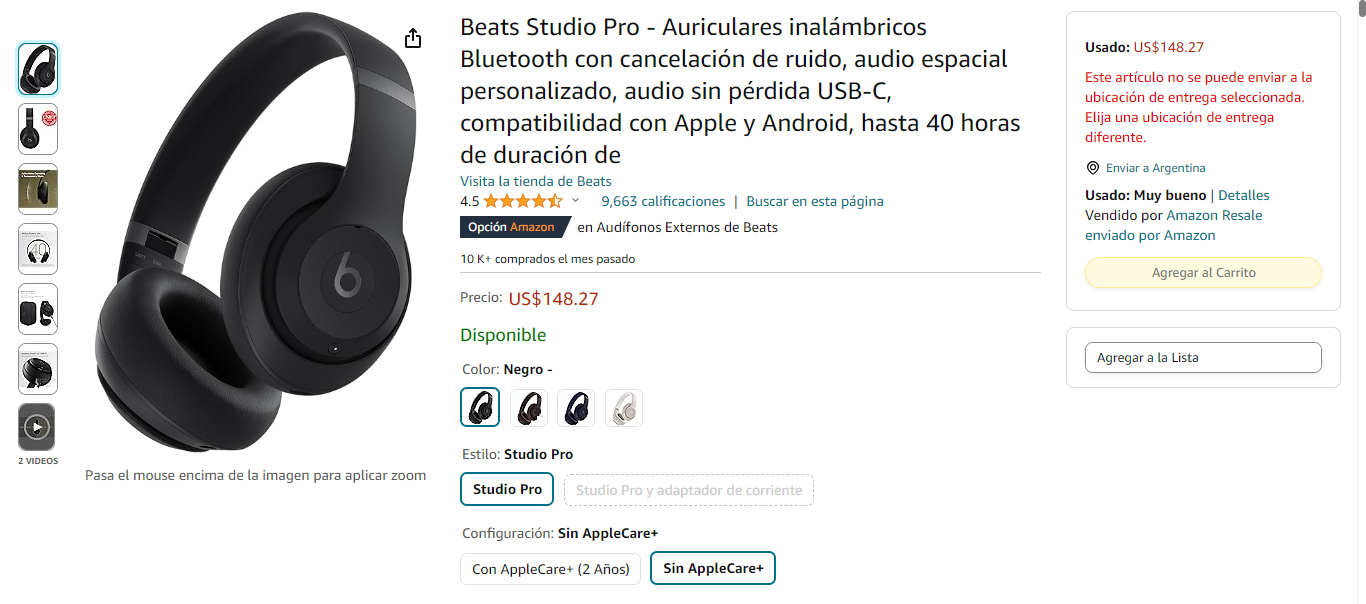 Beats Studio Pro - Auriculares inalámbricos
Bluetooth con cancelación de ruido, audio espacial
personalizado, audio sin pérdida USB-C,
compatibilidad con Apple y Android, hasta 40 horas
de duración de
Visita la tienda de Beats
4.5 9,663 calificaciones | Buscar en esta página
Opción Amazon en Audífonos Externos de Beats
10 K+ comprados el mes pasado
Precio: US$148.27
Disponible
Color: Negro -
Estilo: Studio Pro
Studio Pro
Studio Pro y adaptador de corriente
Configuración: Sin AppleCare+
Con AppleCare+ (2 Años)
Sin AppleCare+
2 VIDEOS
Pasa el mouse encima de la imagen para aplicar zoom
Usado: US$148.27
Este artículo no se puede enviar a la
ubicación de entrega seleccionada.
Elija una ubicación de entrega
diferente.
Enviar a Argentina
Usado: Muy bueno | Detalles
Vendido por Amazon Resale
enviado por Amazon
Agregar al Carrito
Agregar a la Lista